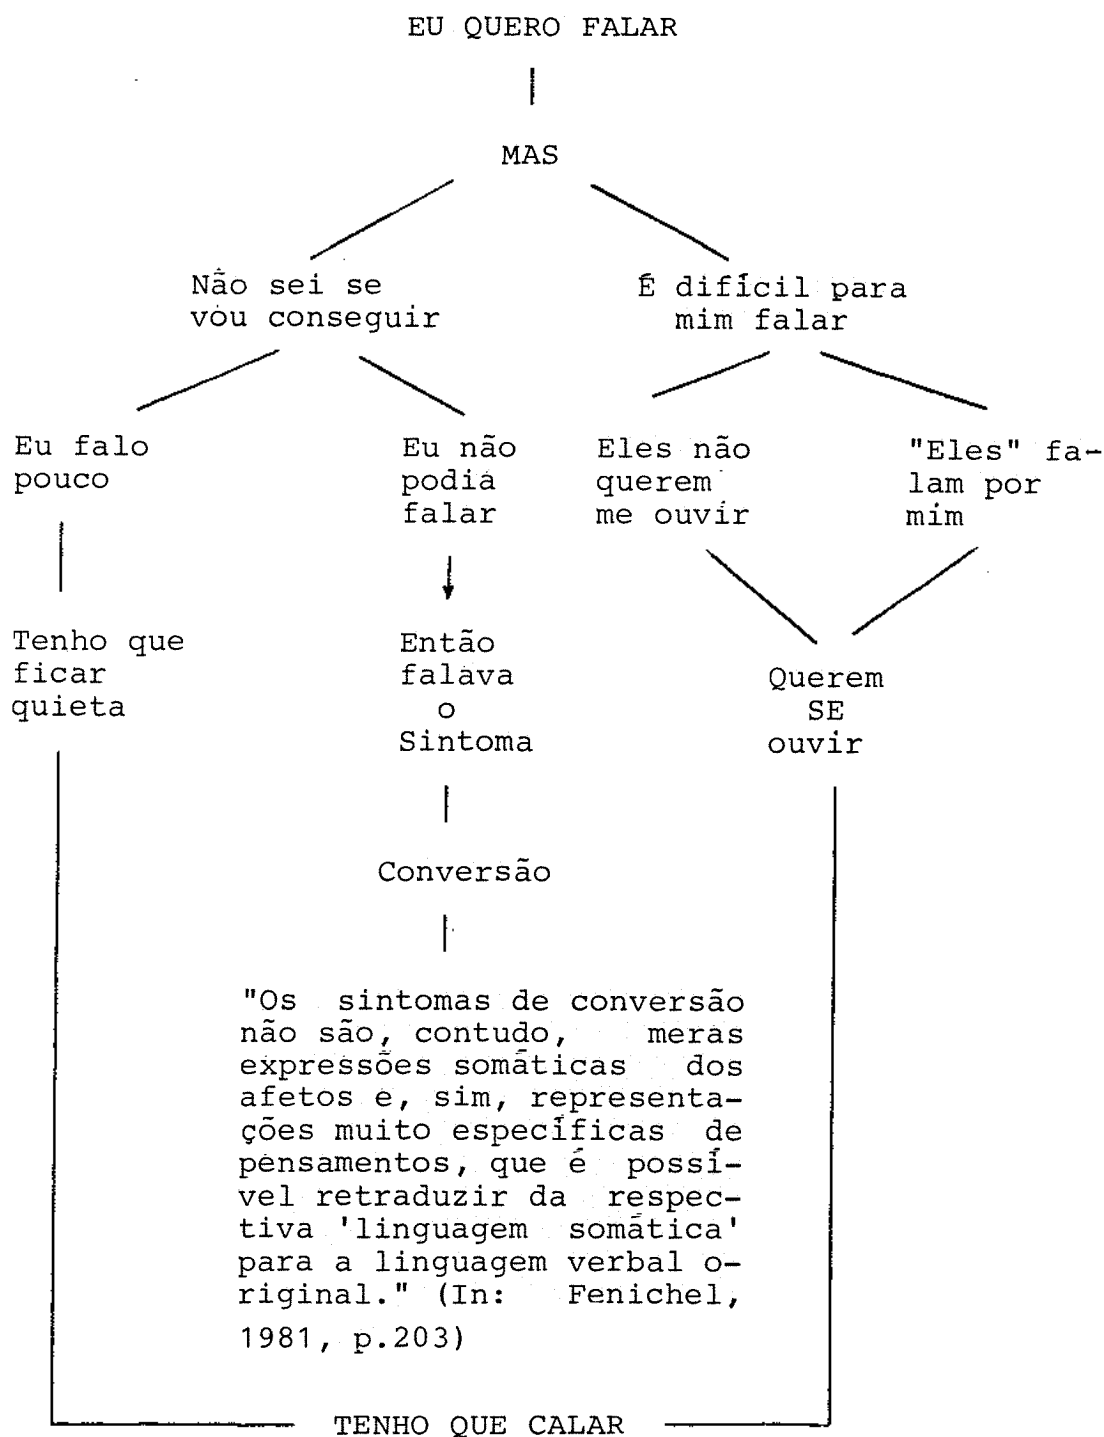 EU QUERO FALAR
MAS
Não sei se
vou conseguir
É difícil para
mim falar
Eu falo
pouco
Eu não
podia
falar
Eles não
querem
me ouvir
"Eles" fa-
lam por
mim
Tenho que
ficar
quieta
Então
falava
o
Sintoma
Querem
SE
ouvir
Conversão
"Os sintomas de conversão
não são, contudo, meras
expressões somáticas dos
afetos e, sim, representa-
ções muito específicas de
pensamentos, que é possí-
vel retraduzir da respec-
tiva 'linguagem somática'
para a linguagem verbal o-
riginal." (In: Fenichel,
1981, p.203)
TENHO QUE CALAR